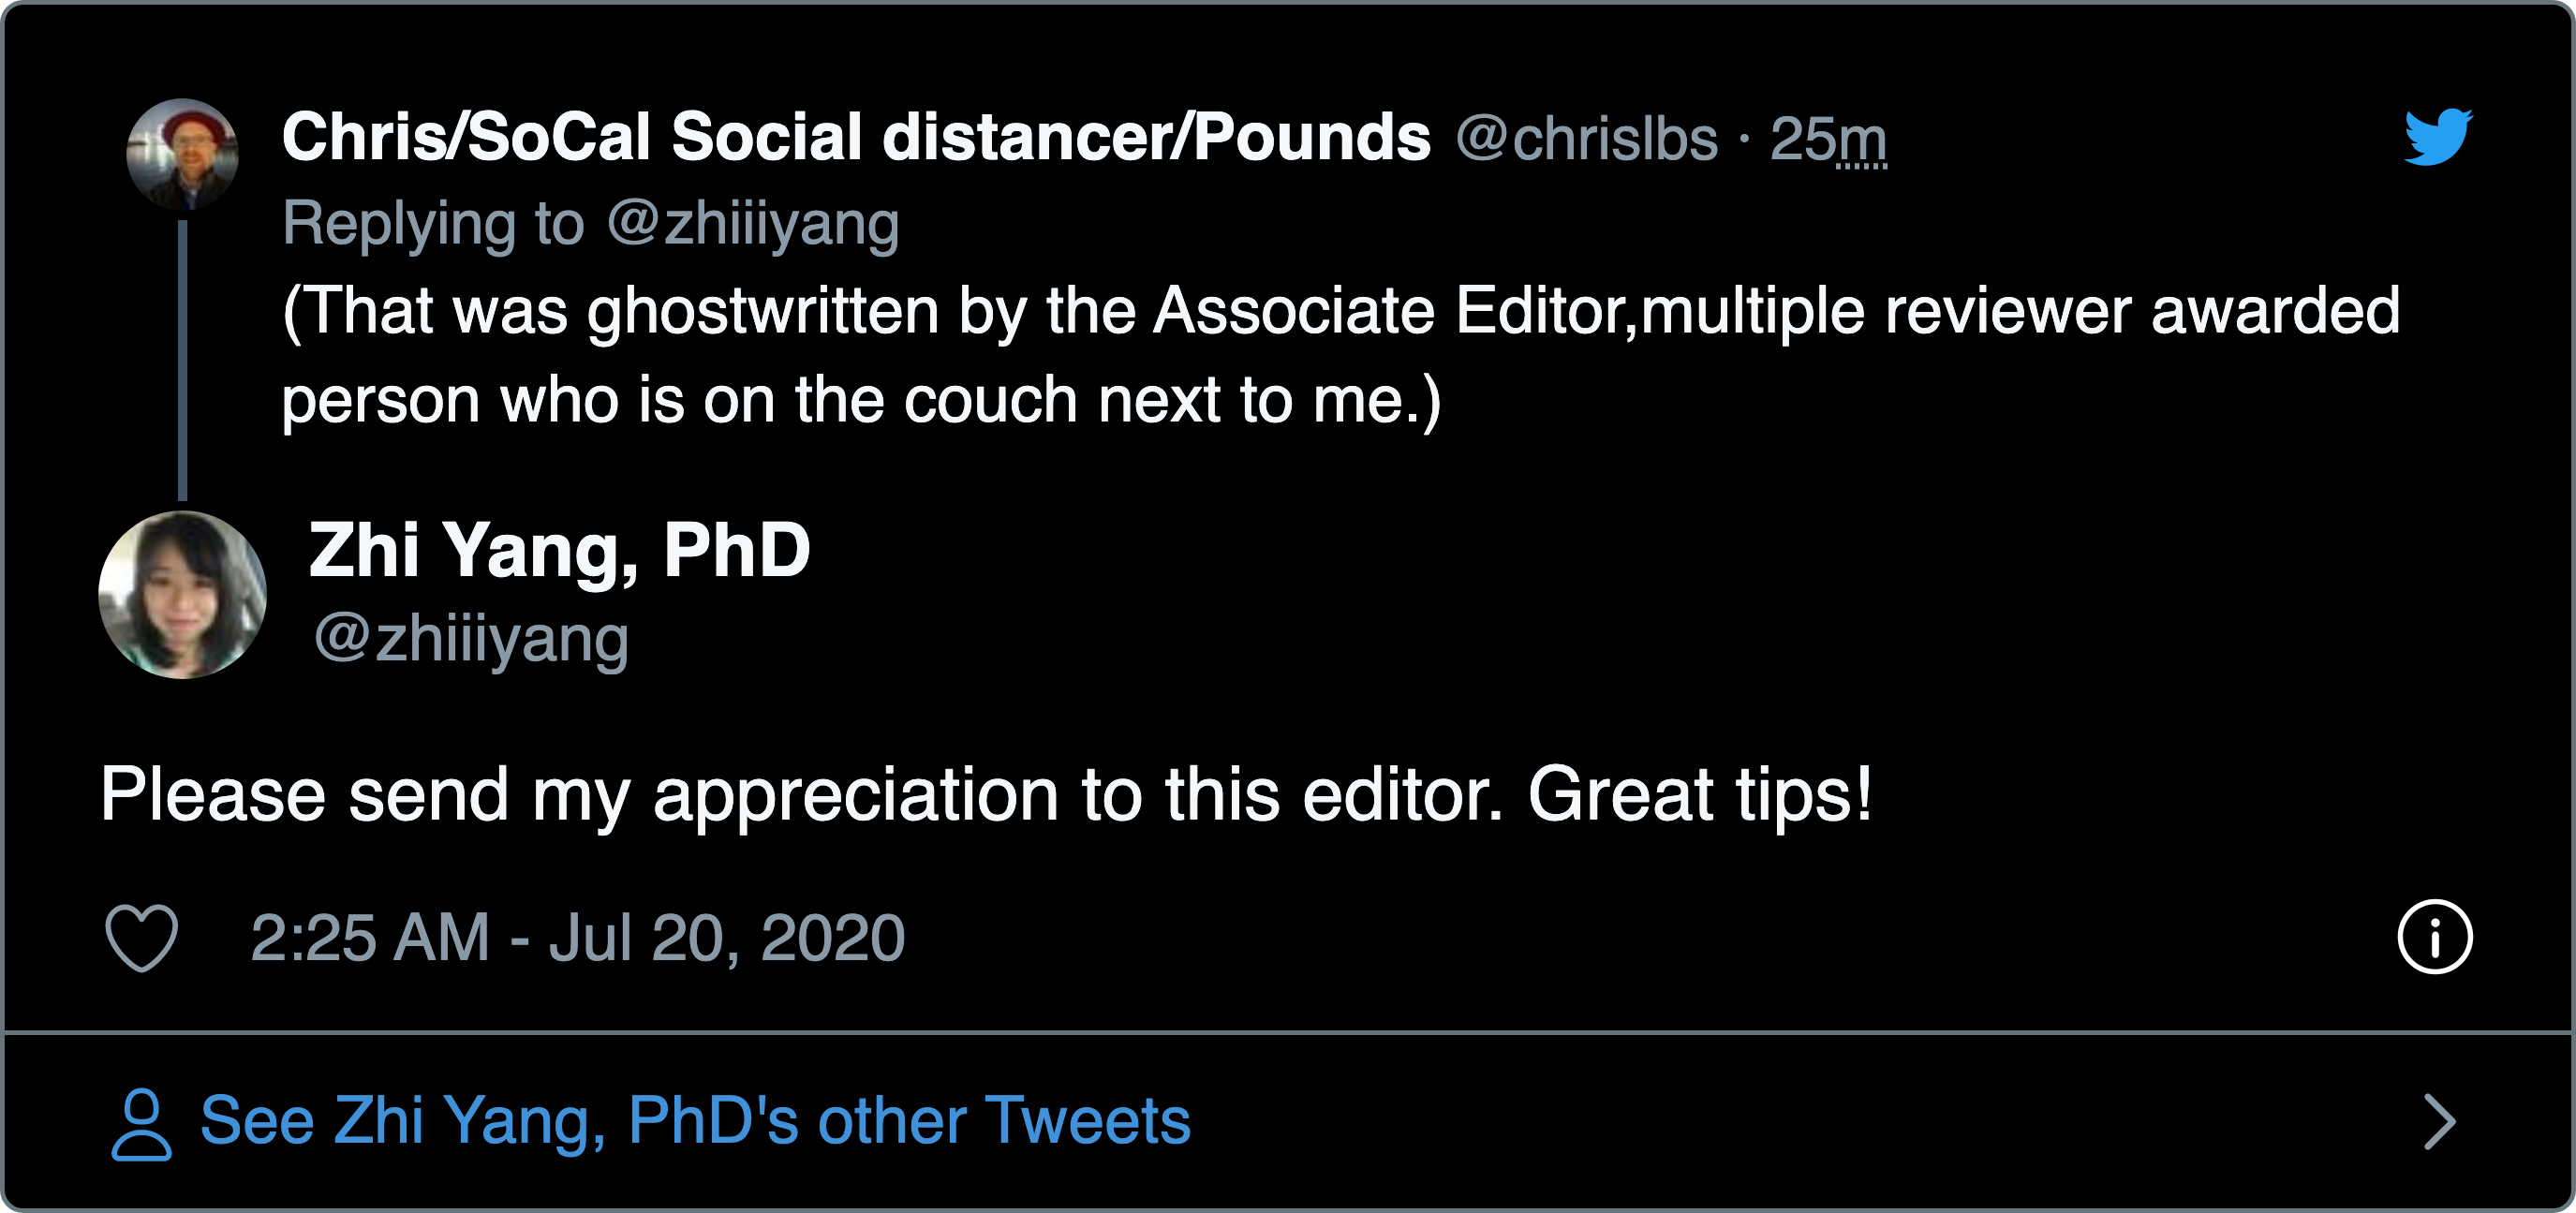 Chris/SoCal Social distancer/Pounds @chrislbs · 25m
Replying to @zhiiiyang
(That was ghostwritten by the Associate Editor,multiple reviewer awarded
person who is on the couch next to me.)
Zhi Yang, PhD
@zhiiiyang
Please send my appreciation to this editor. Great tips!
2:25 AM - Jul 20, 2020
See Zhi Yang, PhD's other Tweets